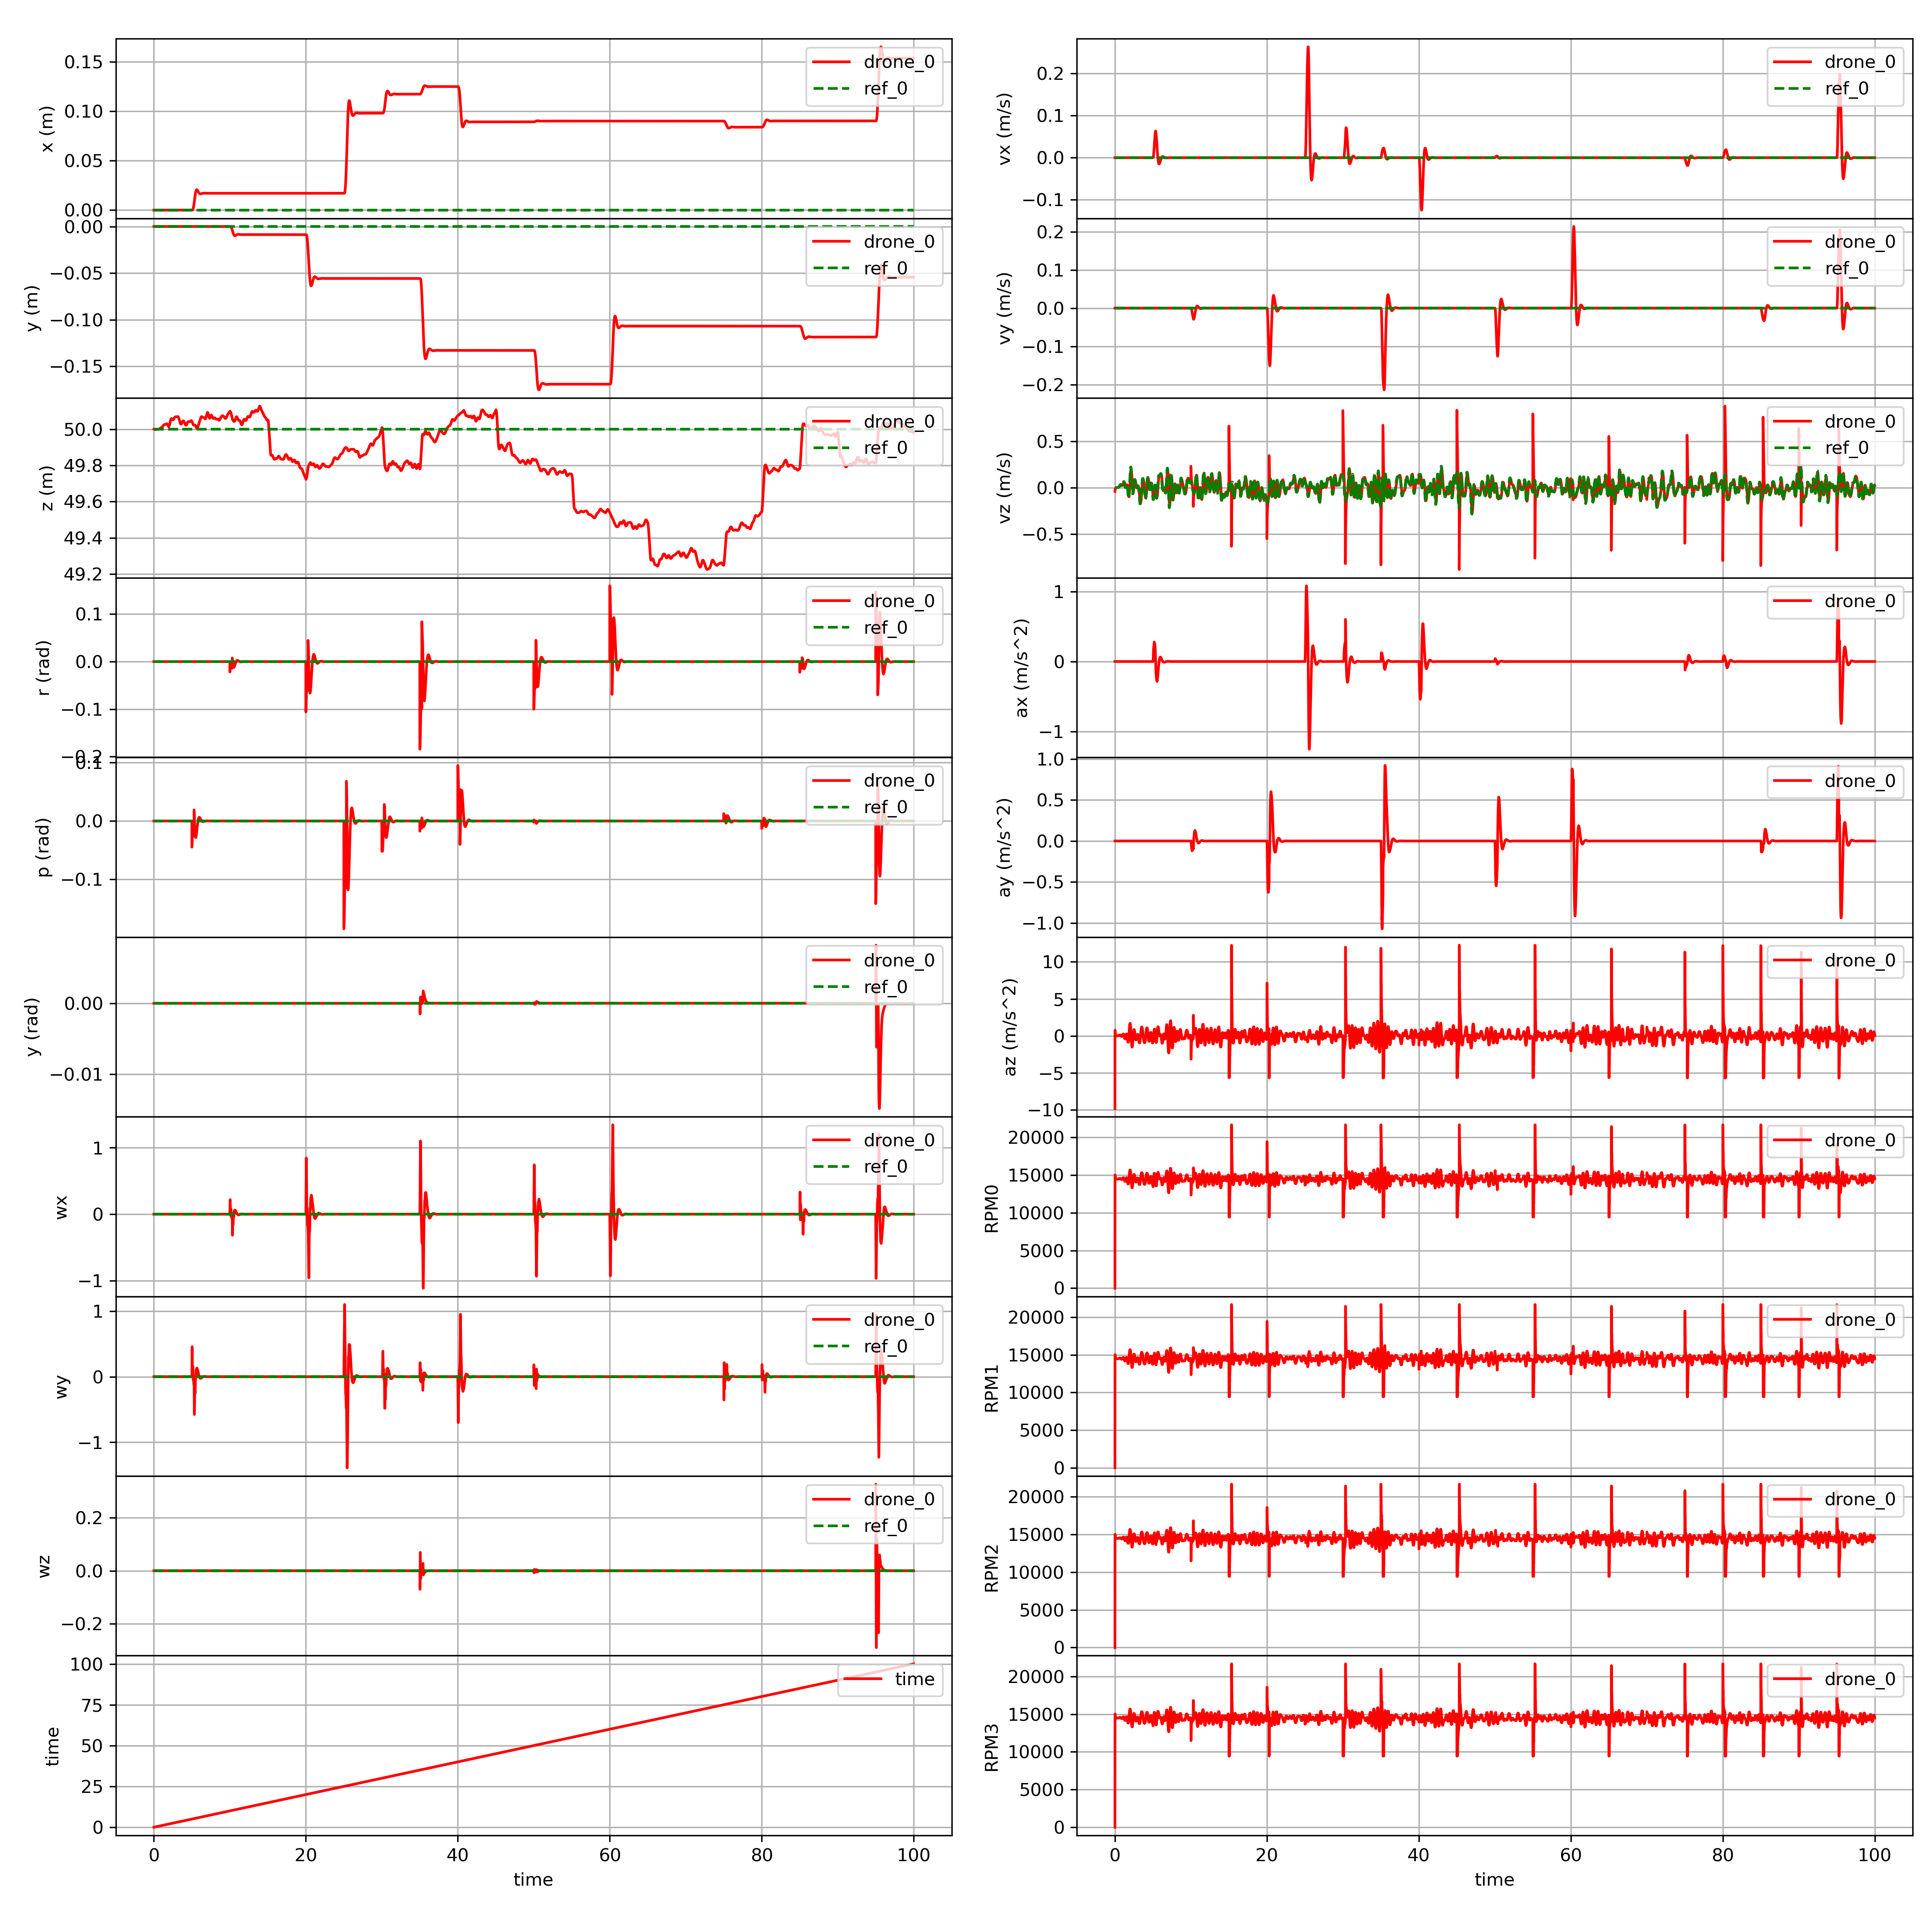 x (m)
0.15
0.10
0.05
0.00
drone_0
ref_0
y (m)
0.00
−0.05
−0.10
−0.15
drone_0
ref_0
z (m)
50.0
49.8
49.6
49.4
49.2
drone_0
ref_0
r (rad)
0.1
0.0
−0.1
−0.2
drone_0
ref_0
p (rad)
0.1
0.0
−0.1
drone_0
ref_0
y (rad)
0.00
−0.01
drone_0
ref_0
wx
1
0
−1
drone_0
ref_0
wy
1
0
−1
drone_0
ref_0
wz
0.2
0.0
−0.2
drone_0
ref_0
time
100
75
50
25
0
time
0 20 40 60 80 100
time
vx (m/s)
0.2
0.1
0.0
−0.1
drone_0
ref_0
vy (m/s)
0.2
0.1
0.0
−0.1
−0.2
drone_0
ref_0
vz (m/s)
0.5
0.0
−0.5
drone_0
ref_0
ax (m/s^2)
1
0
−1
drone_0
ay (m/s^2)
1.0
0.5
0.0
−0.5
−1.0
drone_0
az (m/s^2)
10
5
0
−5
−10
drone_0
RPM0
20000
15000
10000
5000
0
drone_0
RPM1
20000
15000
10000
5000
0
drone_0
RPM2
20000
15000
10000
5000
0
drone_0
RPM3
20000
15000
10000
5000
0
drone_0
0 20 40 60 80 100
time